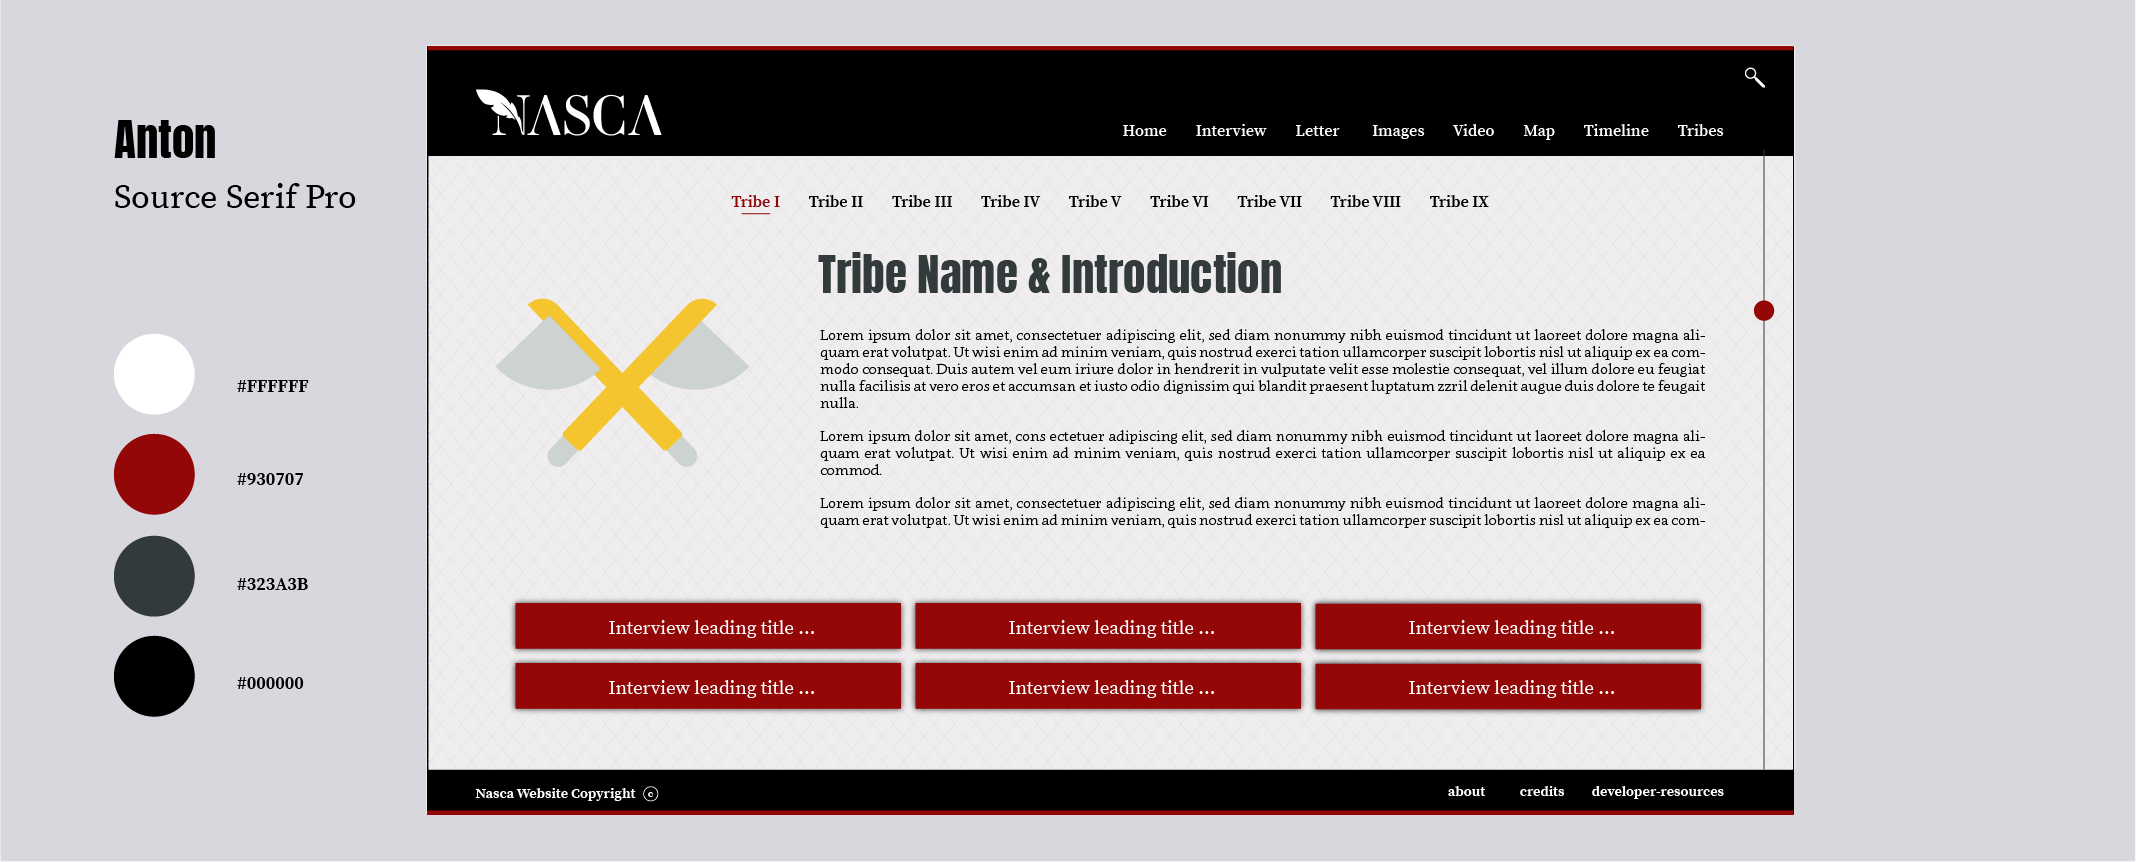 Anton
Source Serif Pro
#FFFFFF
#930707
#323A3B
#000000
NASCA
Home Interview Letter Images Video Map Timeline Tribes
Tribe I Tribe II Tribe III Tribe IV Tribe V Tribe VI Tribe VII Tribe VIII Tribe IX
Tribe Name & Introduction
Lorem ipsum dolor sit amet, consectetuer adipiscing elit, sed diam nonummy nibh euismod tincidunt ut laoreet dolore magna ali-
quam erat volutpat. Ut wisi enim ad minim veniam, quis nostrud exerci tation ullamcorper suscipit lobortis nisl ut aliquip ex ea com-
modo consequat. Duis autem vel eum iriure dolor in hendrerit in vulputate velit esse molestie consequat, vel illum dolore eu feugiat
nulla facilisis at vero eros et accumsan et iusto odio dignissim qui blandit praesent luptatum zzril delenit augue duis dolore te feugait
nulla.
Lorem ipsum dolor sit amet, cons ectetuer adipiscing elit, sed diam nonummy nibh euismod tincidunt ut laoreet dolore magna ali-
quam erat volutpat. Ut wisi enim ad minim veniam, quis nostrud exerci tation ullamcorper suscipit lobortis nisl ut aliquip ex ea
commod.
Lorem ipsum dolor sit amet, consectetuer adipiscing elit, sed diam nonummy nibh euismod tincidunt ut laoreet dolore magna ali-
quam erat volutpat. Ut wisi enim ad minim veniam, quis nostrud exerci tation ullamcorper suscipit lobortis nisl ut aliquip ex ea com-
Interview leading title ... Interview leading title ... Interview leading title ...
Interview leading title ... Interview leading title ... Interview leading title ...
Nasca Website Copyright © about credits developer-resources